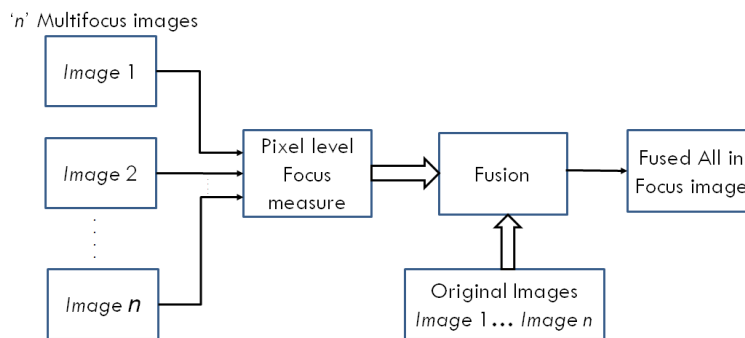 ‘n’ Multifocus images
Image 1
Image 2
Image n
Pixel level
Focus
measure
Fusion
Fused All in
Focus image
Original Images
Image 1... Image n